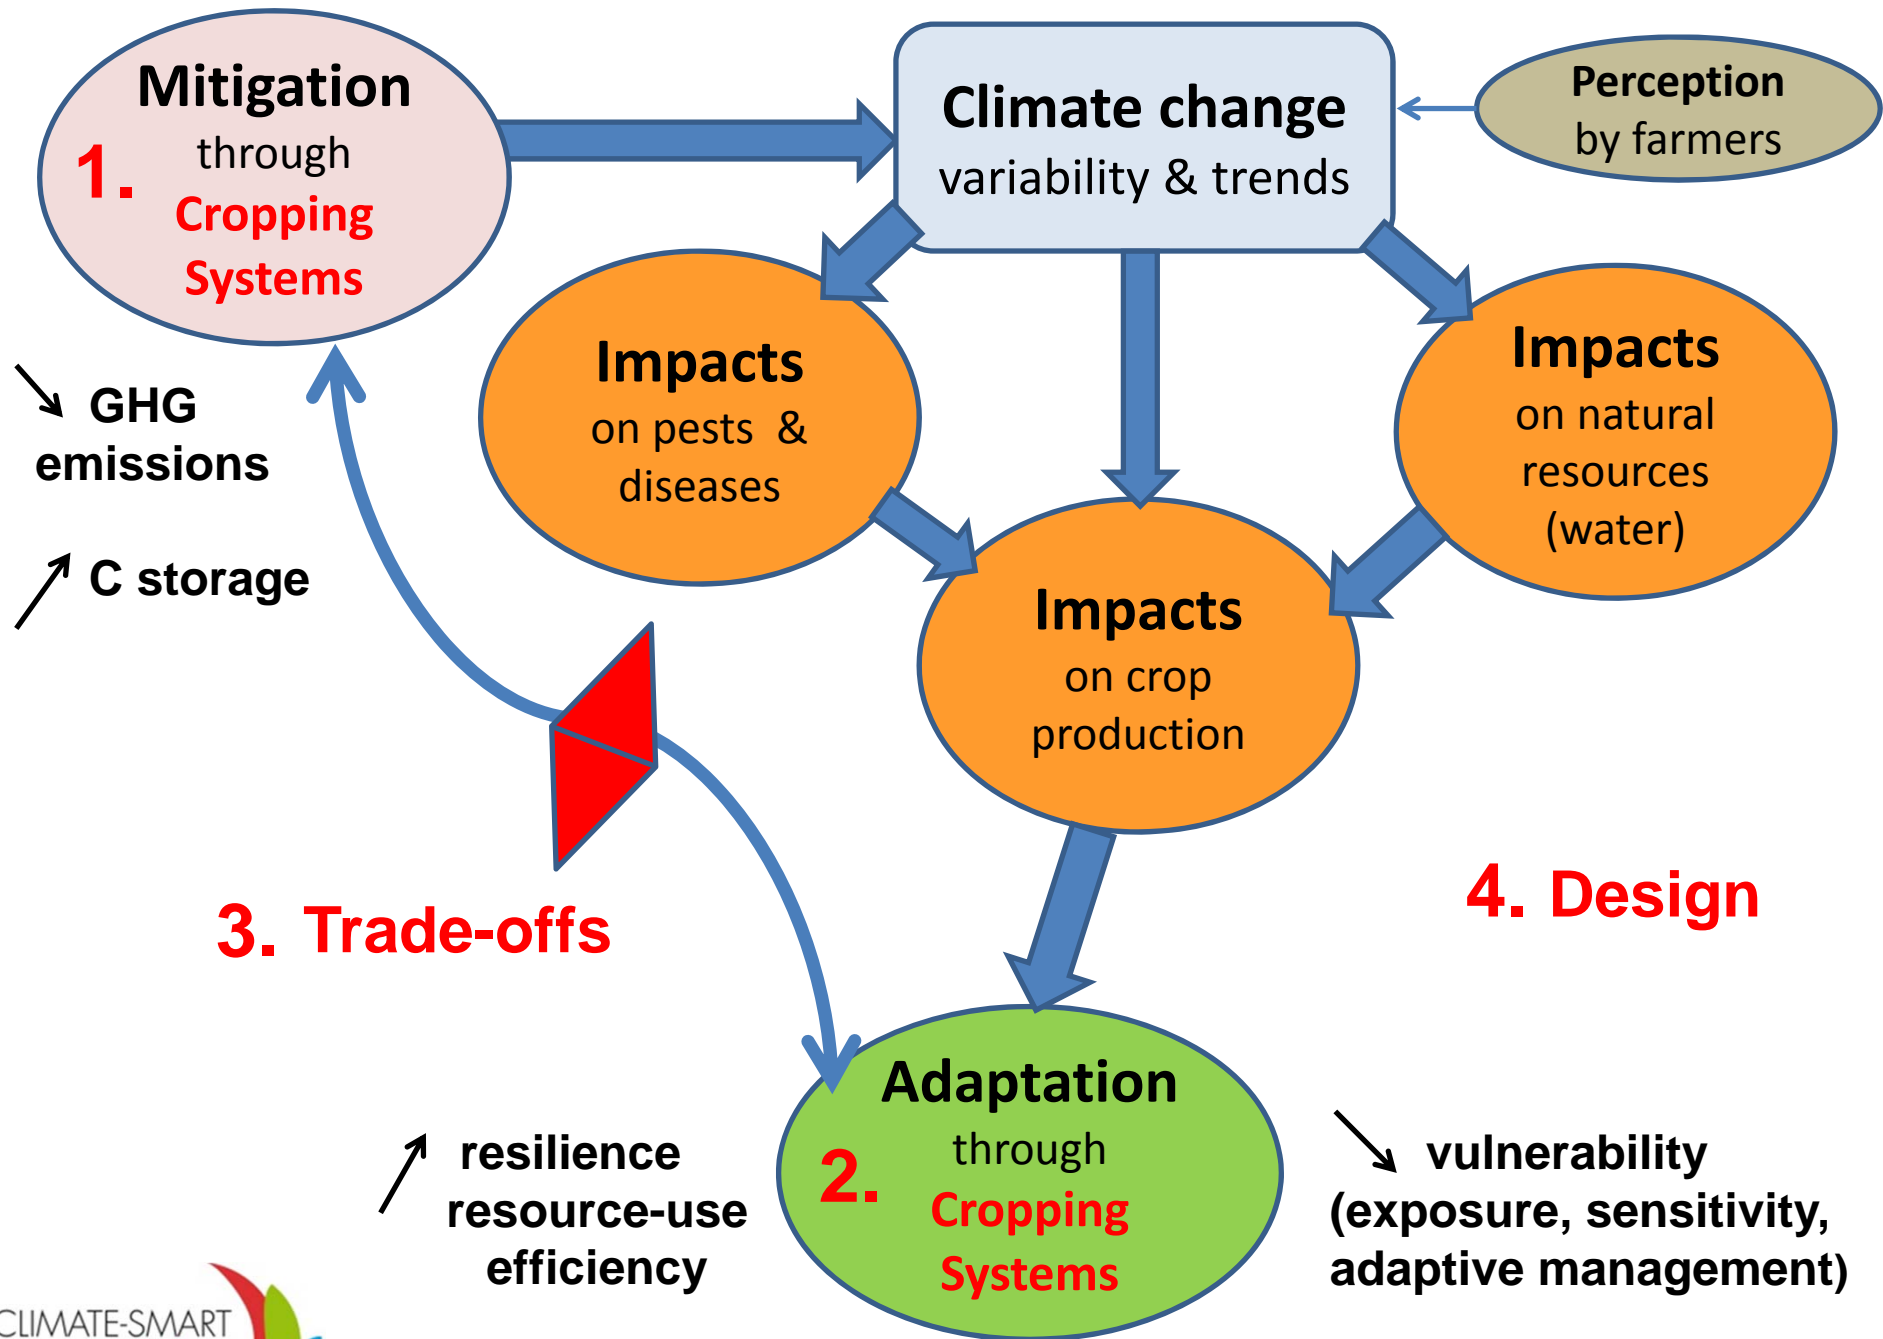 Mitigation
through
1.
Cropping
Systems
Climate change
variability & trends
Perception
by farmers
↘ GHG
emissions
↗ C storage
Impacts
on pests &
diseases
Impacts
on natural
resources
(water)
Impacts
on crop
production
3. Trade-offs
4. Design
Adaptation
through
2.
Cropping
Systems
↗ resilience
resource-use
efficiency
↘ vulnerability
(exposure, sensitivity,
adaptive management)
CLIMATE-SMART